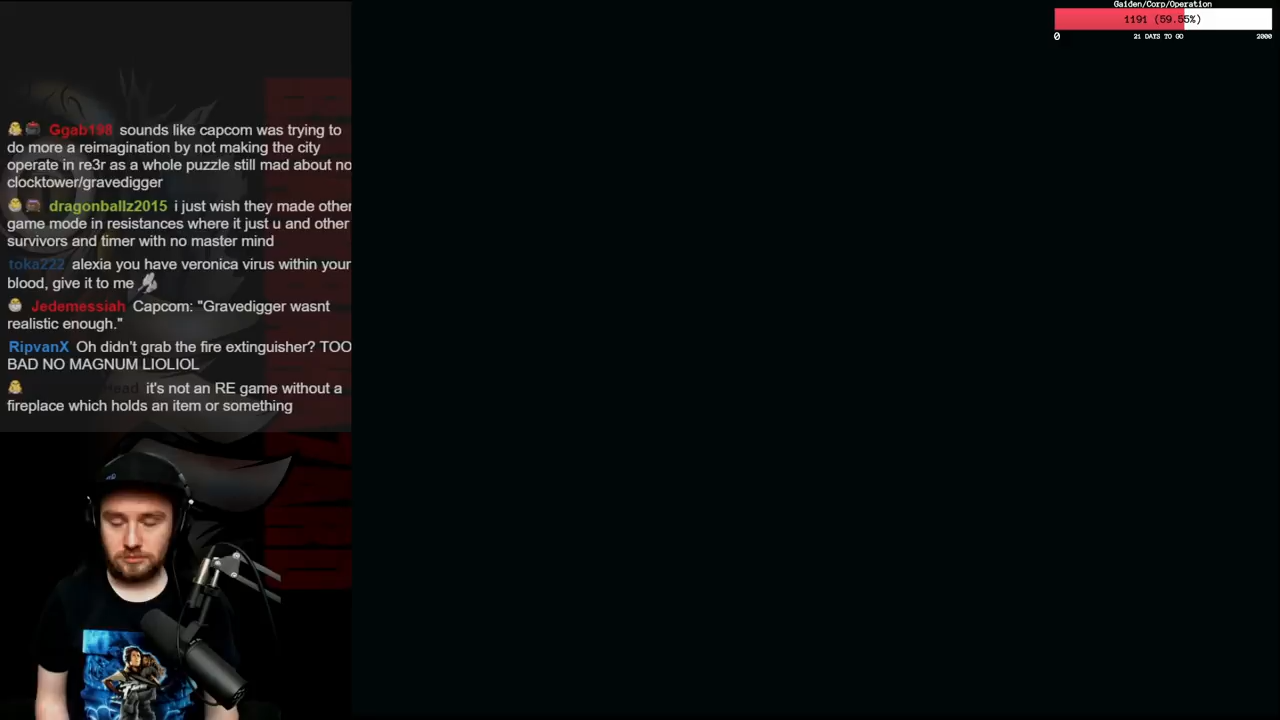 Gaiden/Corp/Operation
1191 (59.55%)
0 21 DAYS TO GO 2000
Ggab198 sounds like capcom was trying to
do more a reimagination by not making the city
operate in re3r as a whole puzzle still mad about no
clocktower/gravedigger
dragonballz2015 i just wish they made other
game mode in resistances where it just u and other
survivors and timer with no master mind
toka222 alexia you have veronica virus within your
blood, give it to me
Jedemessiah Capcom: "Gravedigger wasnt
realistic enough."
RipvanX Oh didn't grab the fire extinguisher? TOO
BAD NO MAGNUM LIOLIOL
it's not an RE game without a
fireplace which holds an item or something